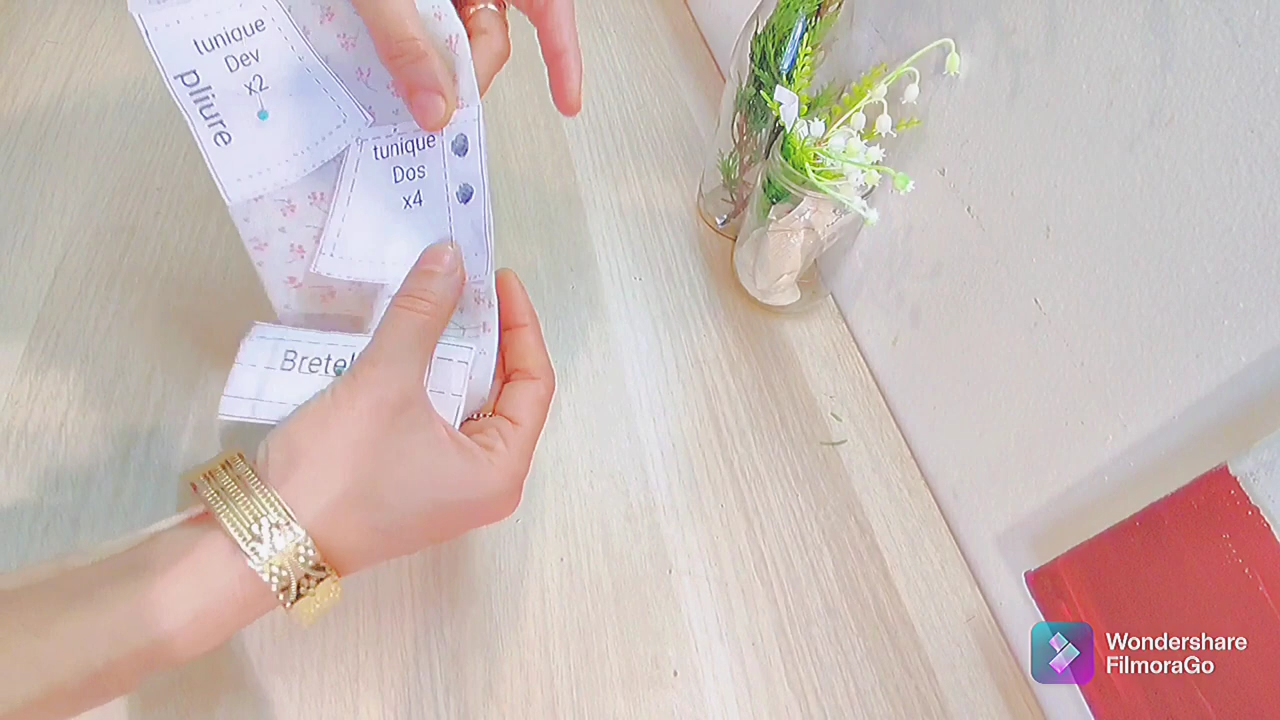 tunique
Dev
x2
pliure
tunique
Dos
x4
Wondershare
FilmoraGo